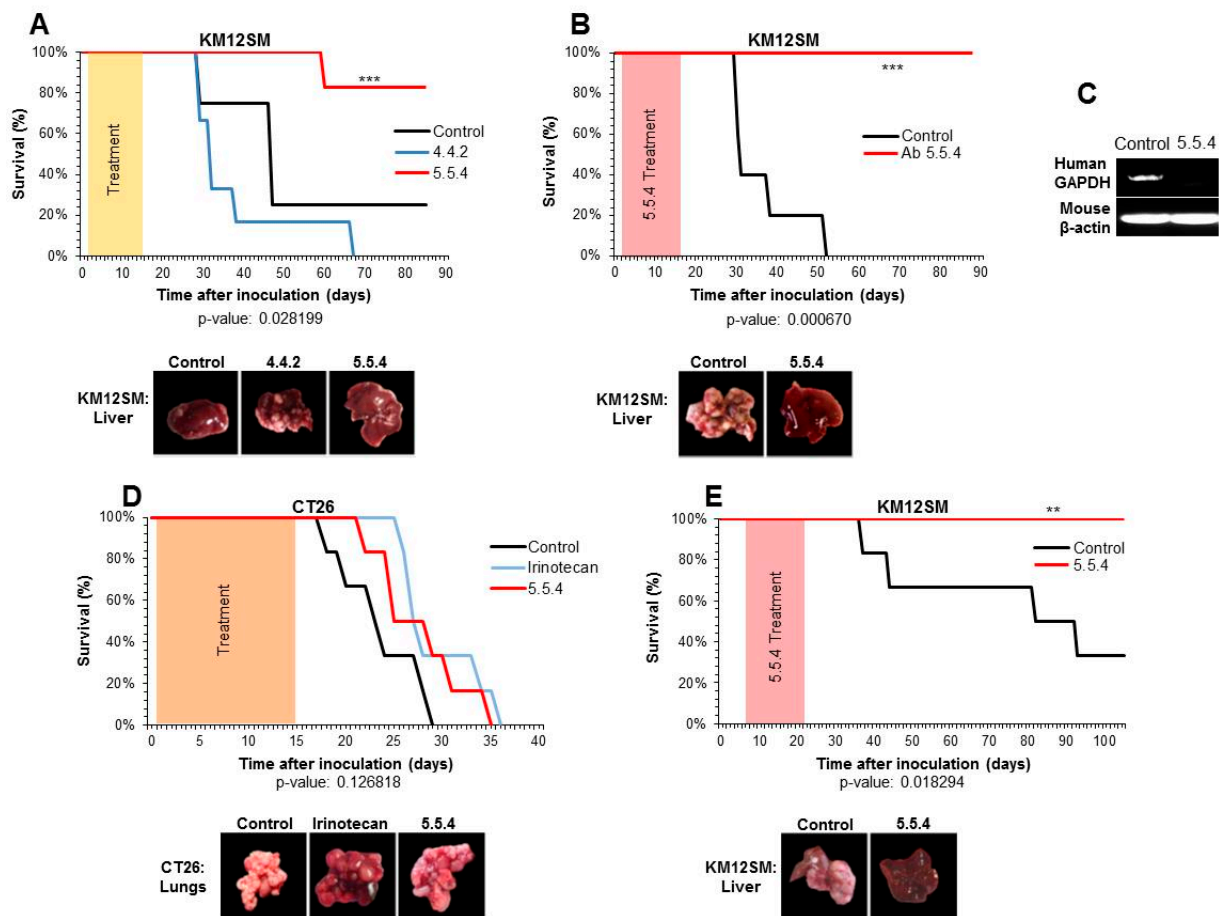 A
KM12SM
100%
80%
60%
40%
20%
0%
Survival (%)
Treatment
***
Control
4.4.2
5.5.4
0 10 20 30 40 50 60 70 80 90
Time after inoculation (days)
p-value: 0.028199
Control 4.4.2 5.5.4
KM12SM:
Liver
B
KM12SM
100%
80%
60%
40%
20%
0%
Survival (%)
5.5.4 Treatment
***
Control
Ab 5.5.4
0 10 20 30 40 50 60 70 80 90
Time after inoculation (days)
p-value: 0.000670
Control 5.5.4
KM12SM:
Liver
C
Control 5.5.4
Human
GAPDH
Mouse
β-actin
D
CT26
100%
80%
60%
40%
20%
0%
Survival (%)
Treatment
Control
Irinotecan
5.5.4
0 5 10 15 20 25 30 35 40
Time after inoculation (days)
p-value: 0.126818
Control Irinotecan 5.5.4
CT26:
Lungs
E
KM12SM
100%
80%
60%
40%
20%
0%
Survival (%)
5.5.4 Treatment
**
Control
5.5.4
0 10 20 30 40 50 60 70 80 90 100
Time after inoculation (days)
p-value: 0.018294
Control 5.5.4
KM12SM:
Liver